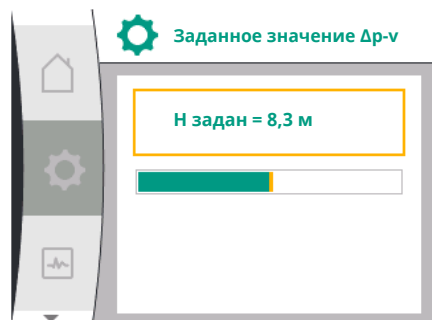 Заданное значение Δp-v
H задан = 8,3 м